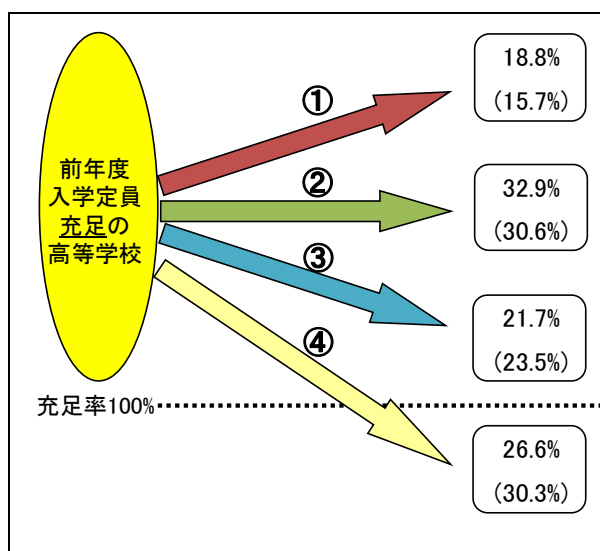 前年度
入学定員
充足の
高等学校
①
18.8%
(15.7%)
②
32.9%
(30.6%)
③
21.7%
(23.5%)
④
充足率100%
26.6%
(30.3%)